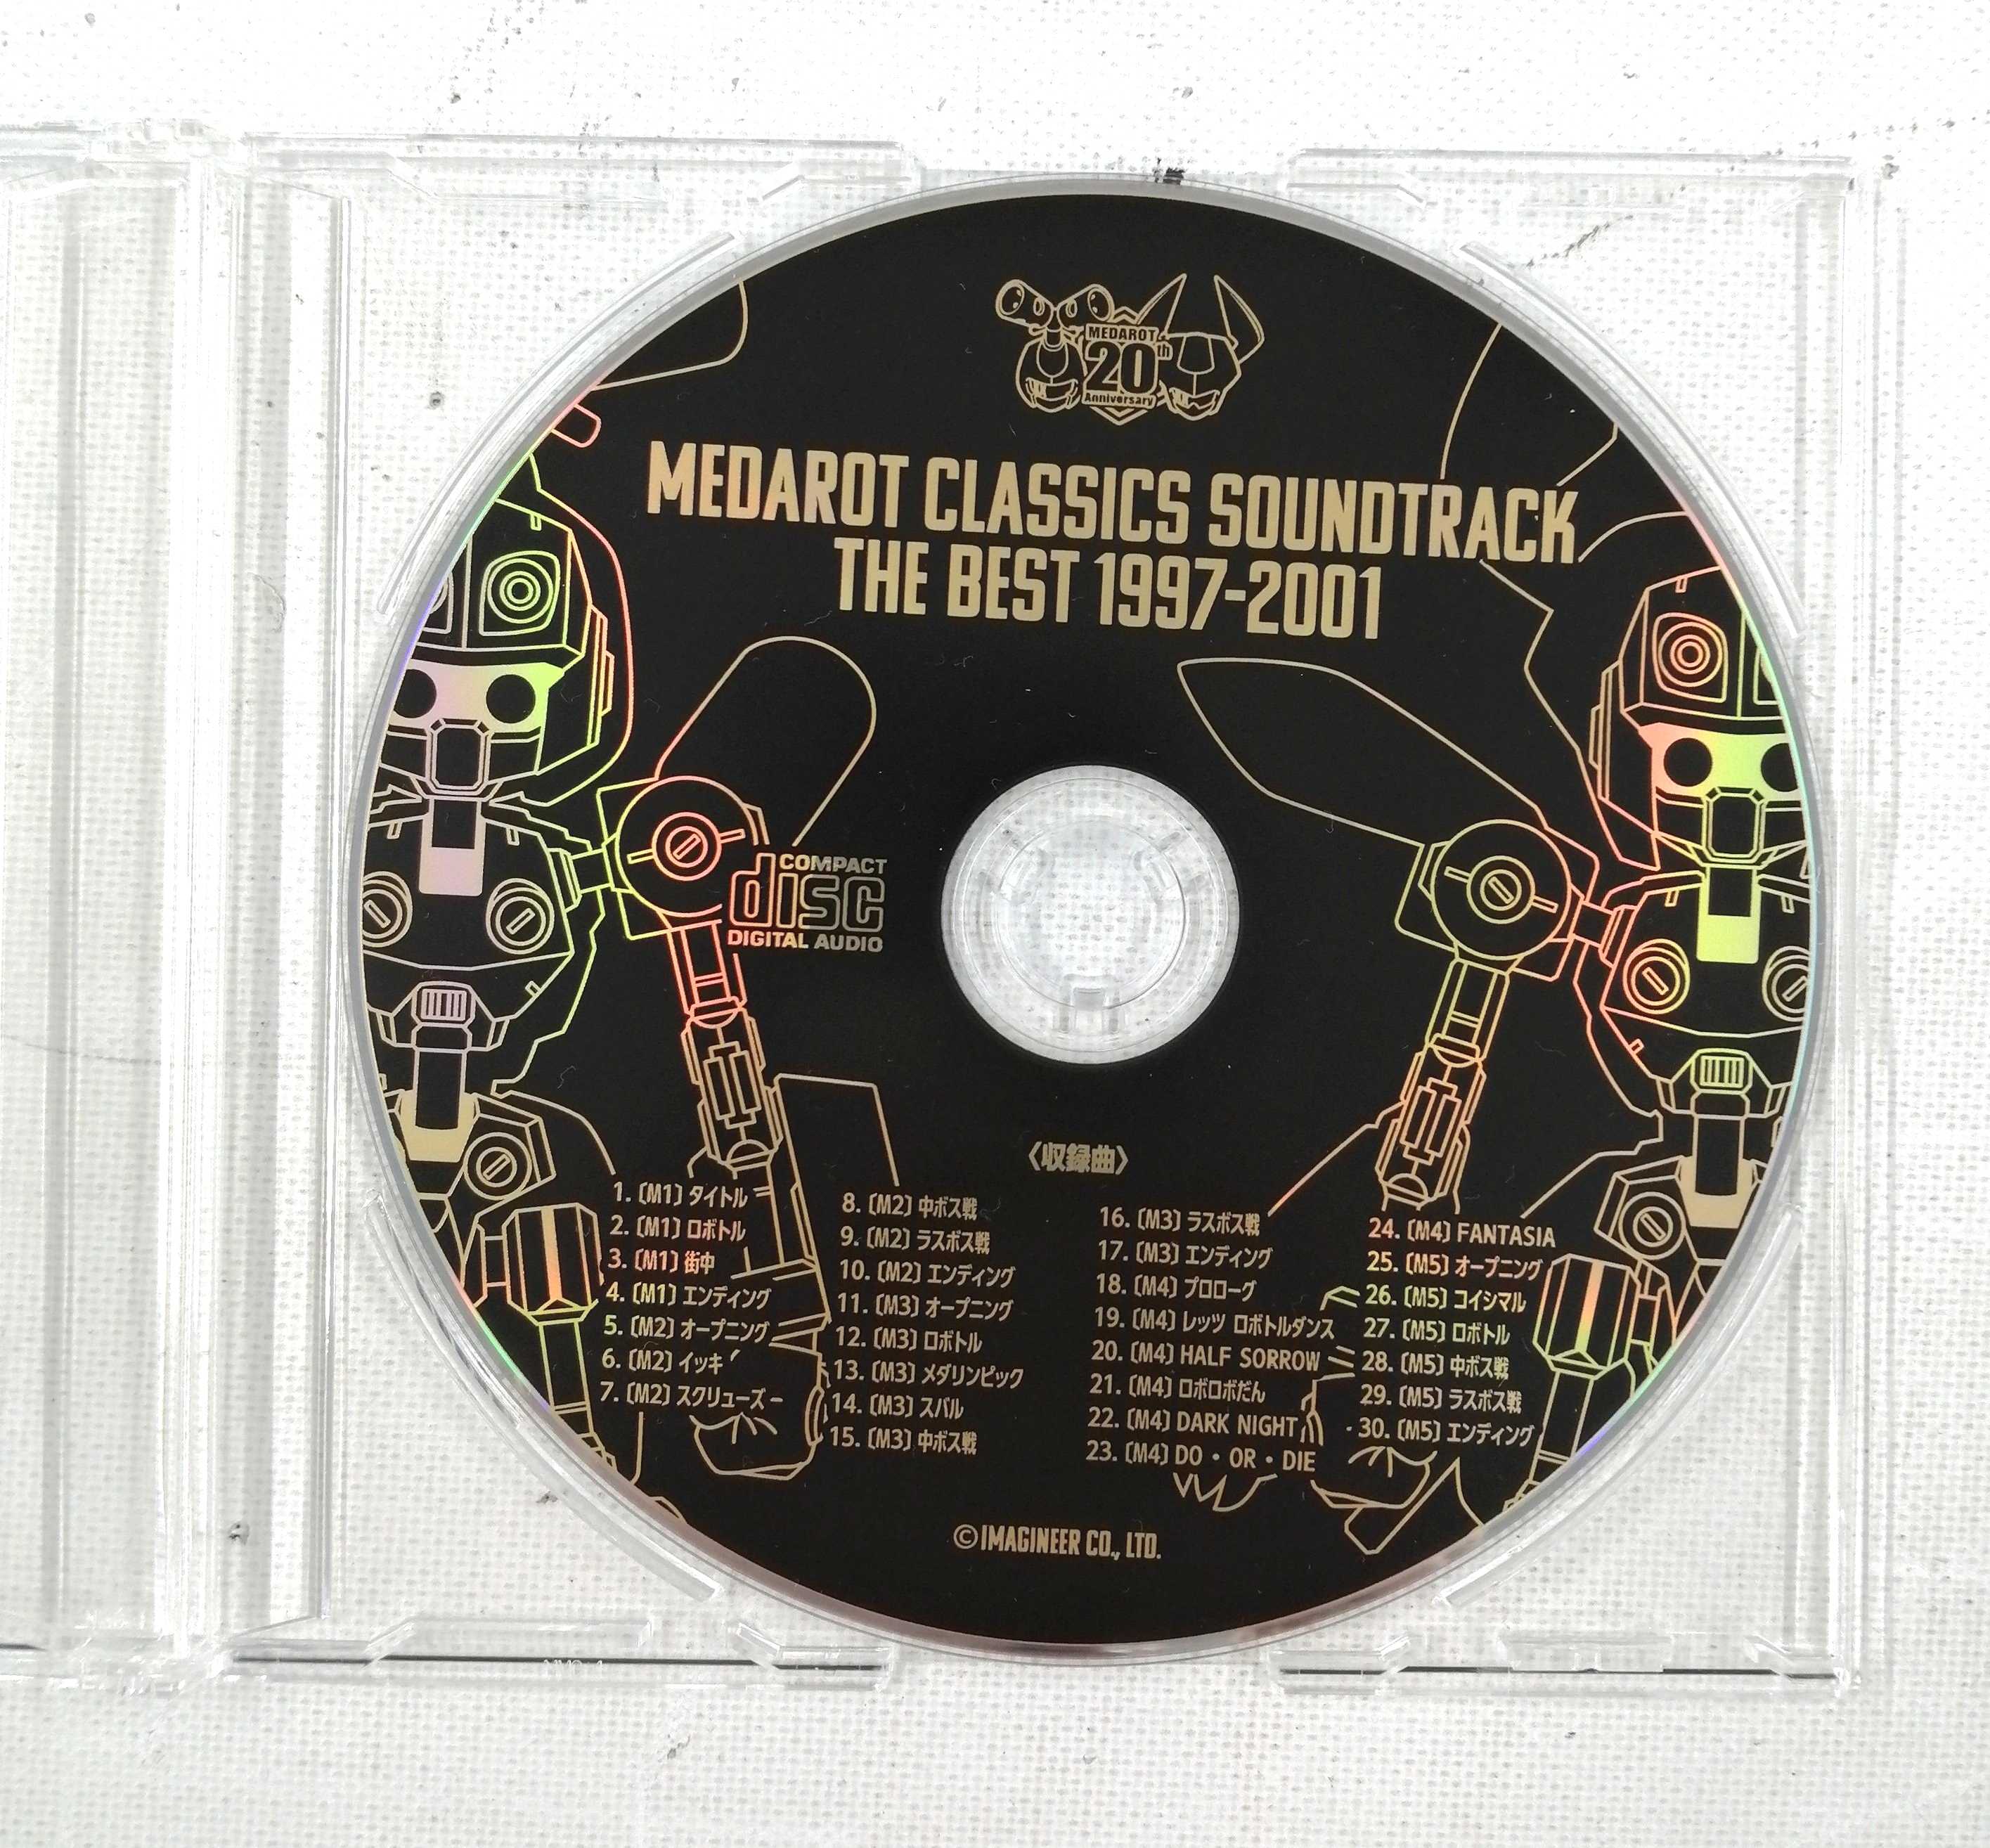 MEDAROT
20th
Anniversary
MEDAROT CLASSICS SOUNDTRACK
THE BEST 1997-2001
COMPACT
disc
DIGITAL AUDIO
〈収録曲〉
1. [M1] タイトル
2. [M1] ロボトル
3. [M1] 街中
4. [M1] エンディング
5. [M2] オープニング
6. [M2] イッキ
7. [M2] スクリューズ
8. [M2] 中ボス戦
9. [M2] ラスボス戦
10. [M2] エンディング
11. [M3] オープニング
12. [M3] ロボトル
13. [M3] メダリンピック
14. [M3] スバル
15. [M3] 中ボス戦
16. [M3] ラスボス戦
17. [M3] エンディング
18. [M4] プロローグ
19. [M4] レッツ ロボトルダンス
20. [M4] HALF SORROW
21. [M4] ロボロボだん
22. [M4] DARK NIGHT
23. [M4] DO・OR・DIE
24. [M4] FANTASIA
25. [M5] オープニング
26. [M5] コイシマル
27. [M5] ロボトル
28. [M5] 中ボス戦
29. [M5] ラスボス戦
30. [M5] エンディング
©IMAGINEER CO., LTD.